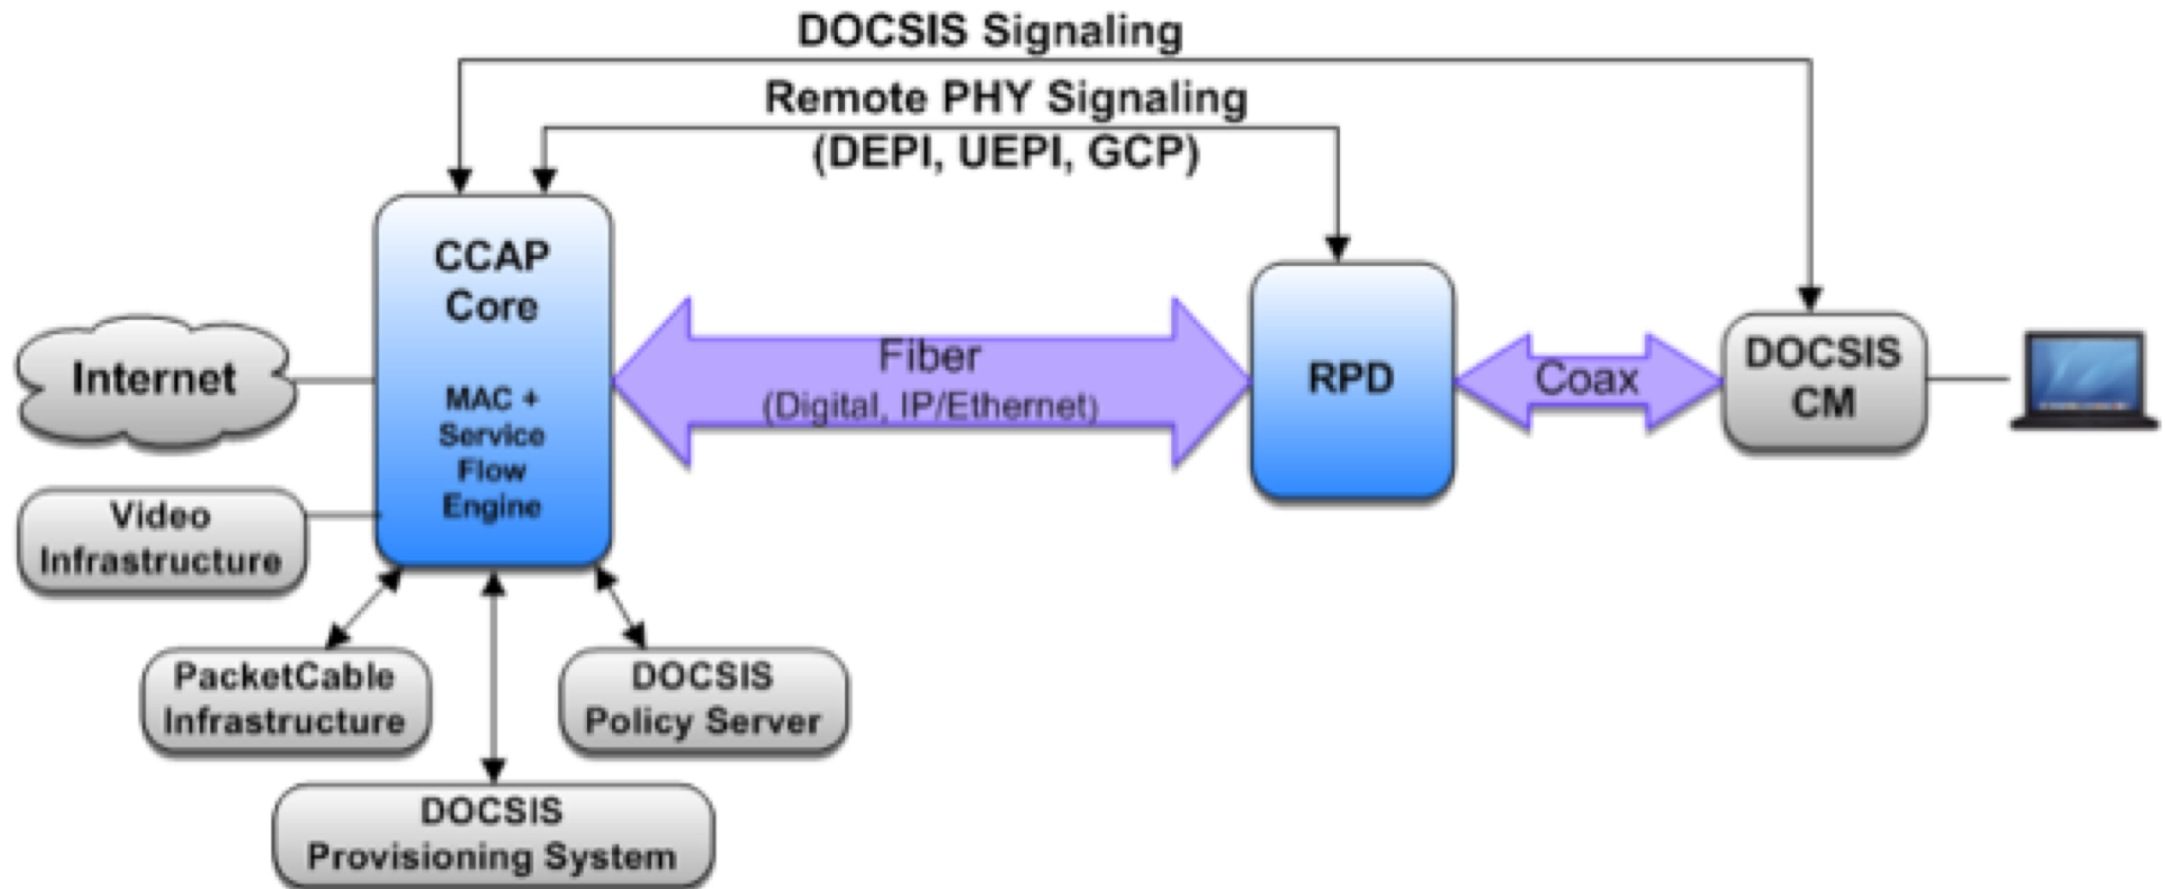 DOCSIS Signaling
Remote PHY Signaling
(DEPI, UEPI, GCP)
CCAP
Core
MAC +
Service
Flow
Engine
Internet
Video
Infrastructure
Fiber
(Digital, IP/Ethernet)
RPD
Coax
DOCSIS
CM
PacketCable
Infrastructure
DOCSIS
Policy Server
DOCSIS
Provisioning System